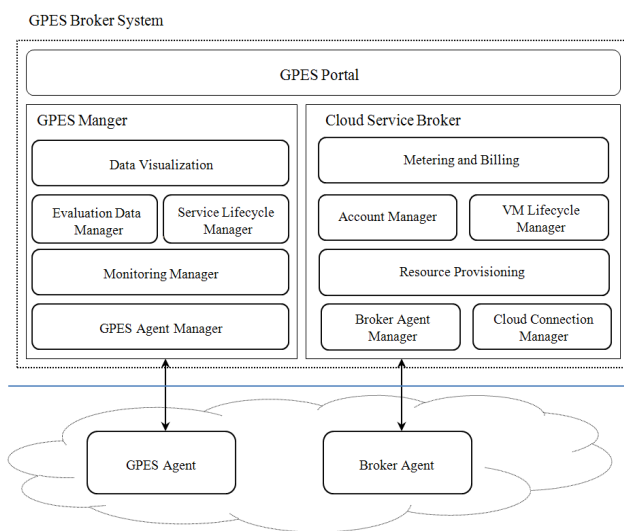 GPES Broker System
GPES Portal
GPES Manger
Data Visualization
Evaluation Data
Manager
Service Lifecycle
Manager
Monitoring Manager
GPES Agent Manager
Cloud Service Broker
Metering and Billing
Account Manager
VM Lifecycle
Manager
Resource Provisioning
Broker Agent
Manager
Cloud Connection
Manager
GPES Agent
Broker Agent